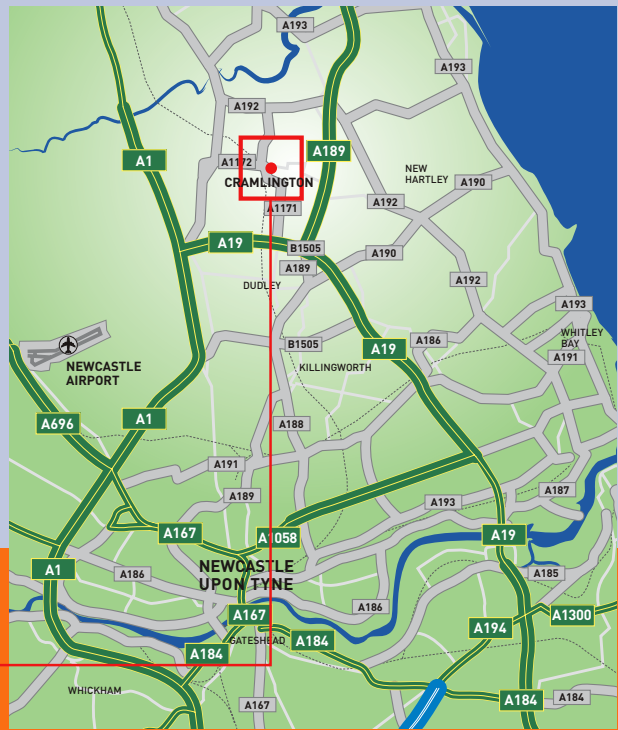 A193
A193
A192
A1
A1172
A189
NEW
HARTLEY
A190
CRAMLINGTON
A192
A1171
A19
B1505
A190
A189
A192
DUDLEY
A193
WHITLEY
BAY
B1505
A186
A19
A191
NEWCASTLE
AIRPORT
KILLINGWORTH
A1
A696
A188
A191
A187
A189
A193
A167
A1058
A19
A1
A186
NEWCASTLE
UPON TYNE
A185
A186
A167
A1300
A194
GATESHEAD
A184
A184
WHICKHAM
A167
A184
A184